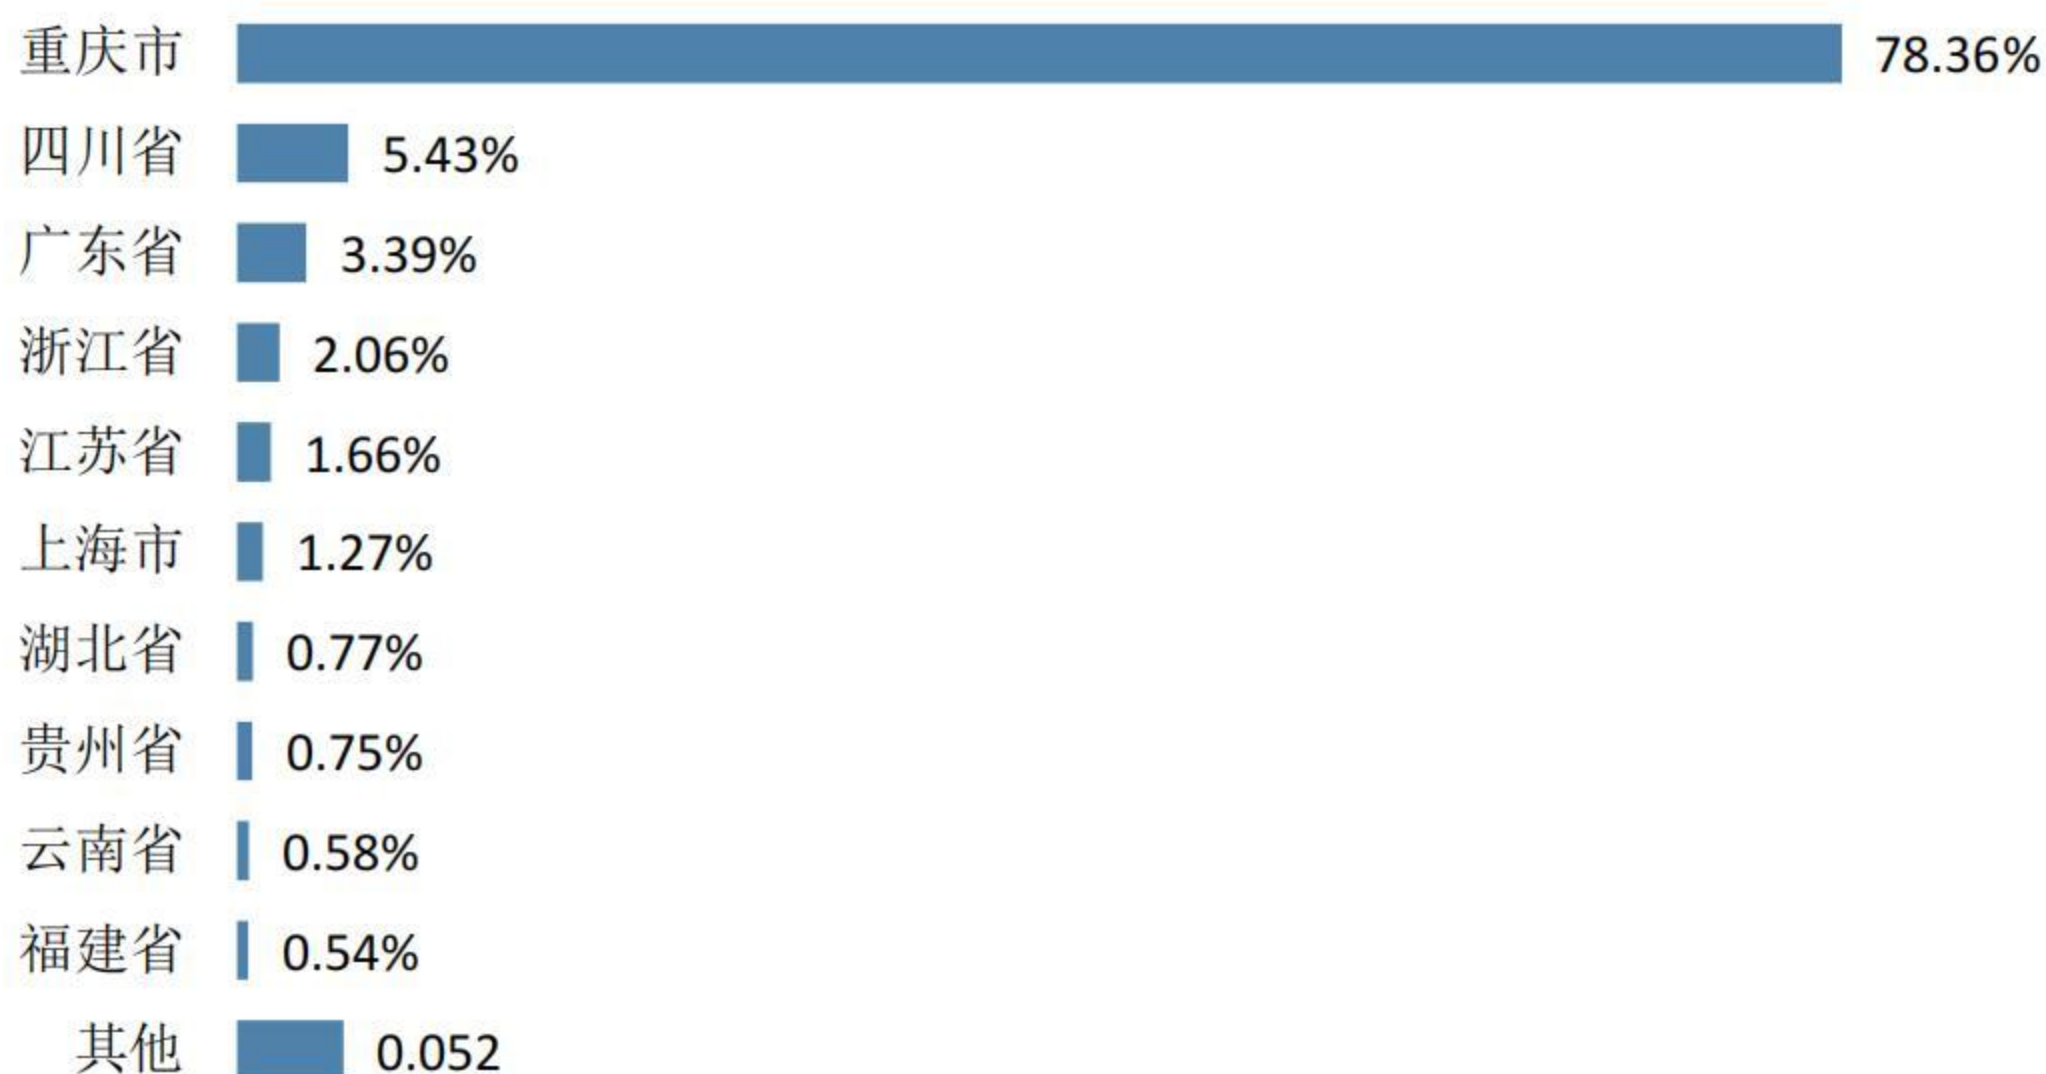 重庆市 78.36%
四川省 5.43%
广东省 3.39%
浙江省 2.06%
江苏省 1.66%
上海市 1.27%
湖北省 0.77%
贵州省 0.75%
云南省 0.58%
福建省 0.54%
其他 0.052